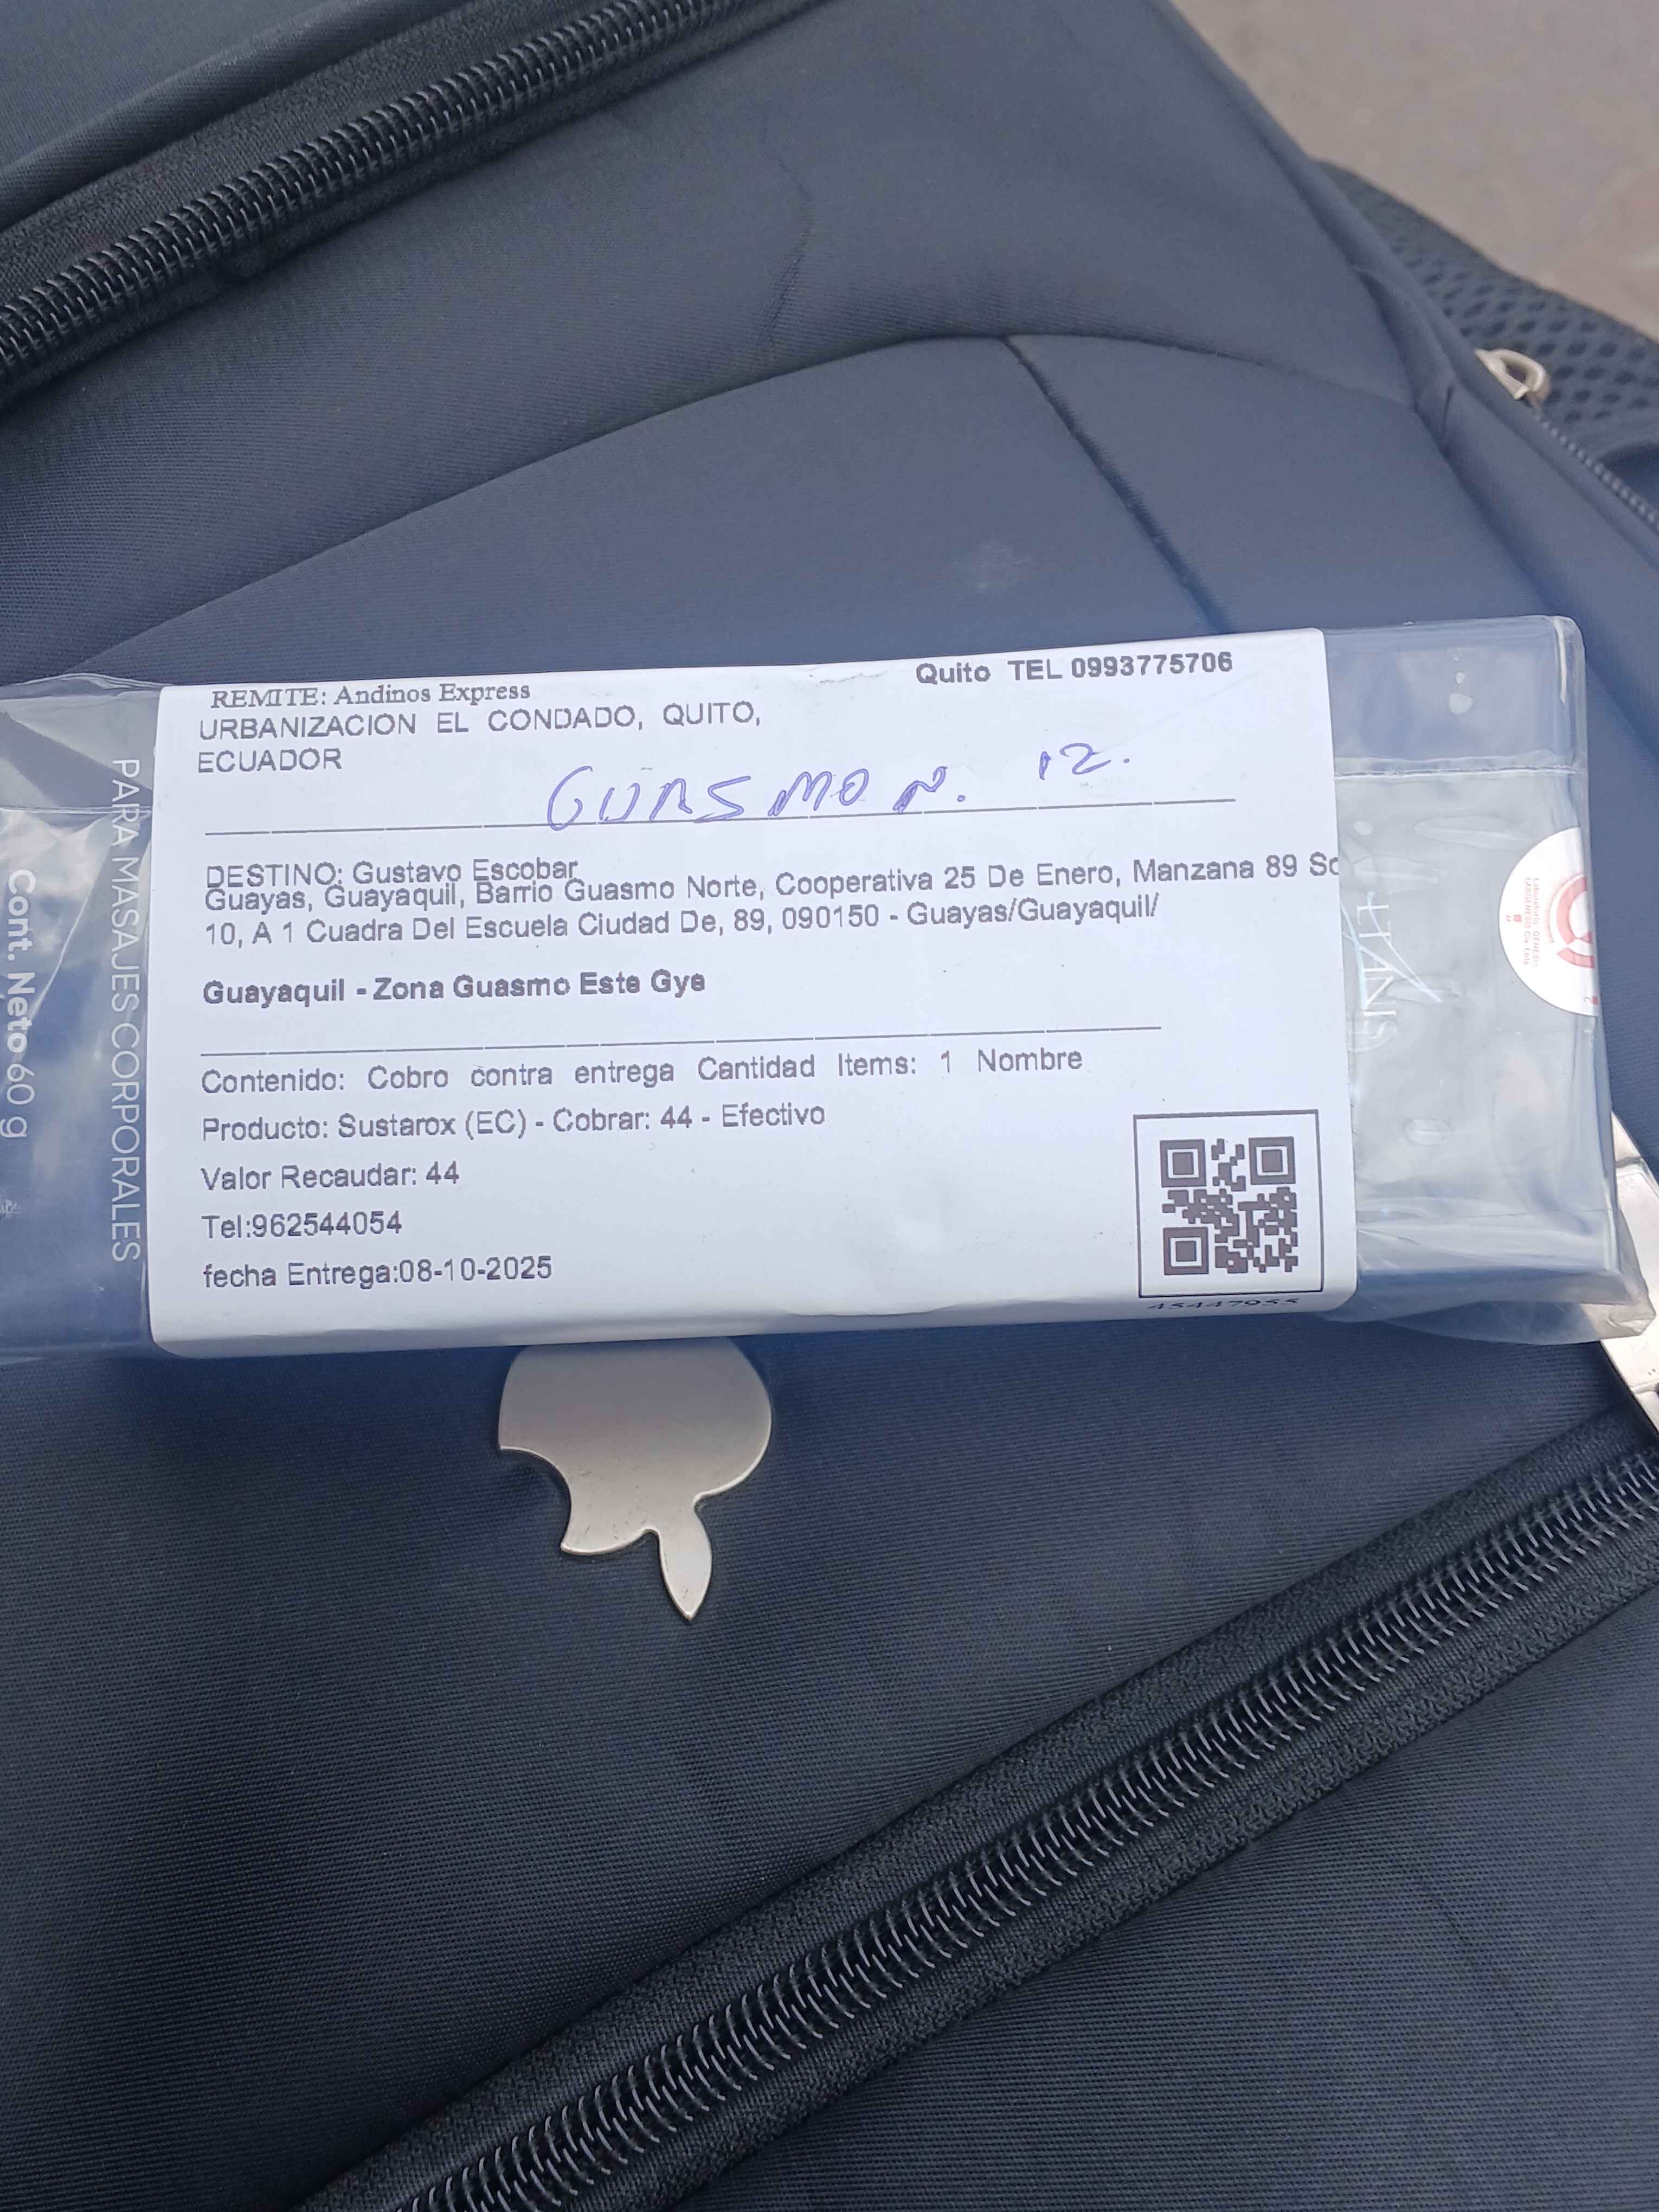 REMITE: Andinos Express
Quito TEL 0993775706
URBANIZACION EL CONDADO, QUITO,
ECUADOR
GUASMO N. 12.
DESTINO: Gustavo Escobar
Guayas, Guayaquil, Barrio Guasmo Norte, Cooperativa 25 De Enero, Manzana 89 So
10, A 1 Cuadra Del Escuela Ciudad De, 89, 090150 - Guayas/Guayaquil/
Guayaquil - Zona Guasmo Este Gye
Contenido: Cobro contra entrega Cantidad Items: 1 Nombre
Producto: Sustarox (EC) - Cobrar: 44 - Efectivo
Valor Recaudar: 44
Tel:962544054
fecha Entrega:08-10-2025
45447955
PARA MASAJES CORPORALES
Cont. Neto 60 g